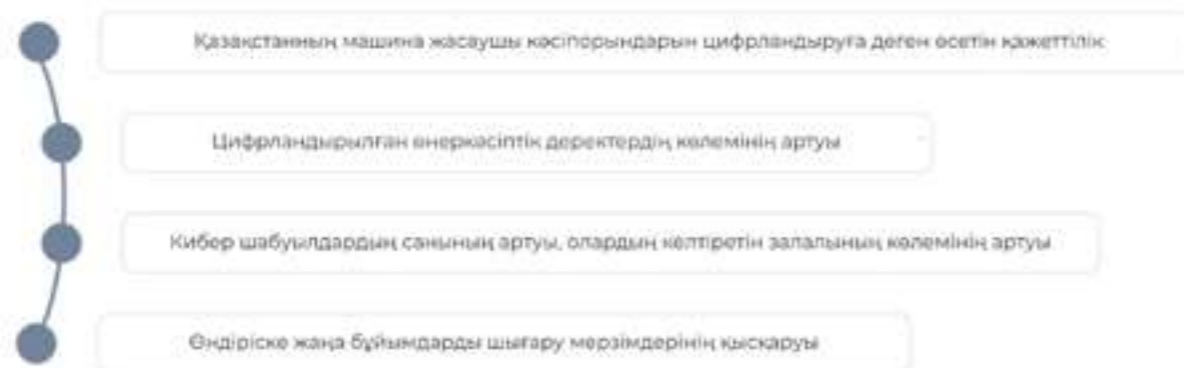 Қазақстанның машина жасаушы кәсіпорындарын цифрландыруға деген өсетін қажеттілік
Цифрландырылған өнеркәсіптік деректердің көлемінің артуы
Кибер шабуылдардың санының артуы, олардың келтіретін залалының көлемінің артуы
Өндіріске жаңа бұйымдарды шығару мерзімдерінің қысқаруы